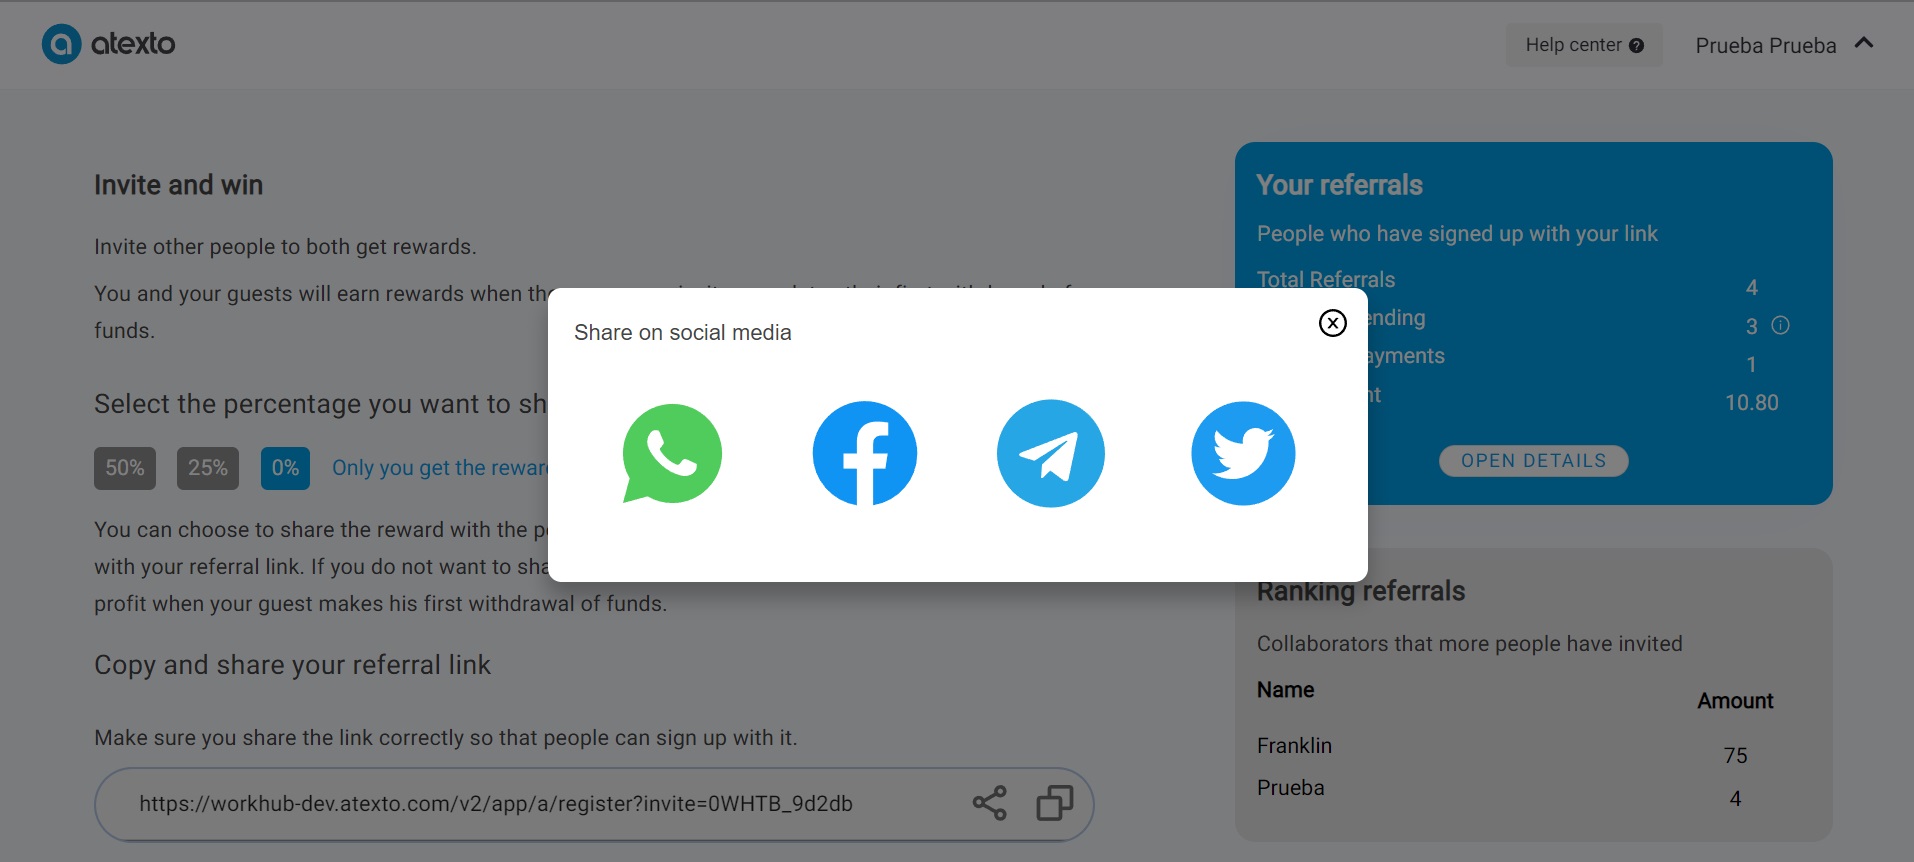 atexto
Help center
Prueba Prueba
Invite and win
Invite other people to both get rewards.
You and your guests will earn rewards when the
funds.
Select the percentage you want to sh
50% 25% 0% Only you get the rewar
You can choose to share the reward with the p
with your referral link. If you do not want to sha
profit when your guest makes his first withdrawal of funds.
Copy and share your referral link
Make sure you share the link correctly so that people can sign up with it.
https://workhub-dev.atexto.com/v2/app/a/register?invite=0WHTB_9d2db
Share on social media
Your referrals
People who have signed up with your link
Total Referrals 4
ending 3
ayments 1
nt 10.80
OPEN DETAILS
Ranking referrals
Collaborators that more people have invited
Name Amount
Franklin 75
Prueba 4